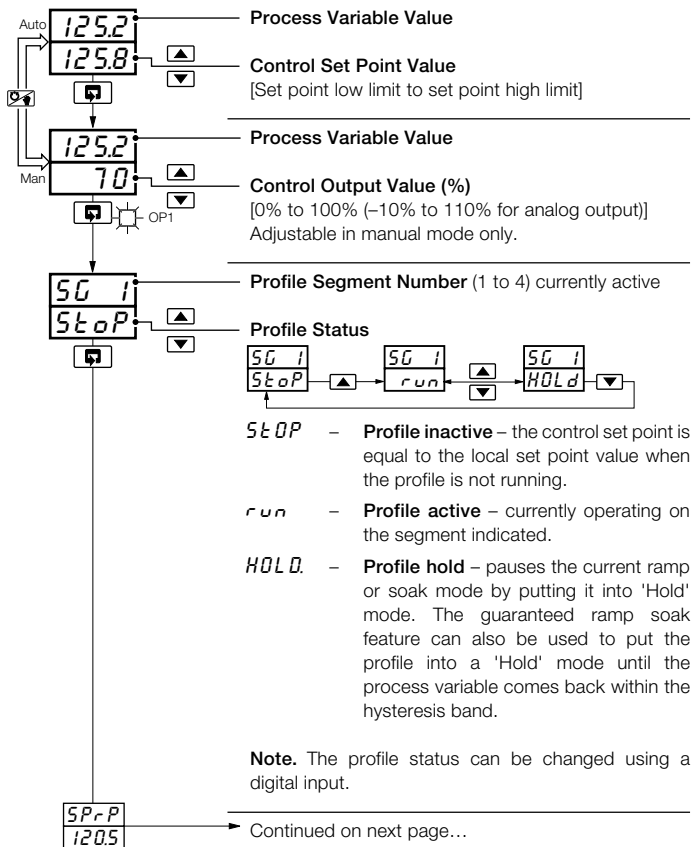 Auto
125.2
Process Variable Value
125.8
Control Set Point Value
[Set point low limit to set point high limit]
125.2
Process Variable Value
Man
70
Control Output Value (%)
OP1
[0% to 100% (–10% to 110% for analog output)]
Adjustable in manual mode only.
SG 1
Profile Segment Number (1 to 4) currently active
StoP
Profile Status
SG 1
StoP
SG 1
run
SG 1
HOLd
StOP – Profile inactive – the control set point is
equal to the local set point value when
the profile is not running.
run – Profile active – currently operating on
the segment indicated.
HOLD. – Profile hold – pauses the current ramp
or soak mode by putting it into 'Hold'
mode. The guaranteed ramp soak
feature can also be used to put the
profile into a 'Hold' mode until the
process variable comes back within the
hysteresis band.
Note. The profile status can be changed using a
digital input.
SPrP
120.5
Continued on next page…